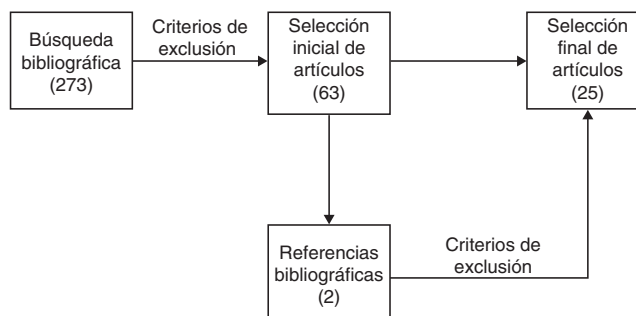 Búsqueda
bibliográfica
(273)
Criterios de
exclusión
Selección
inicial de
artículos
(63)
Selección
final de
artículos
(25)
Referencias
bibliográficas
(2)
Criterios de
exclusión